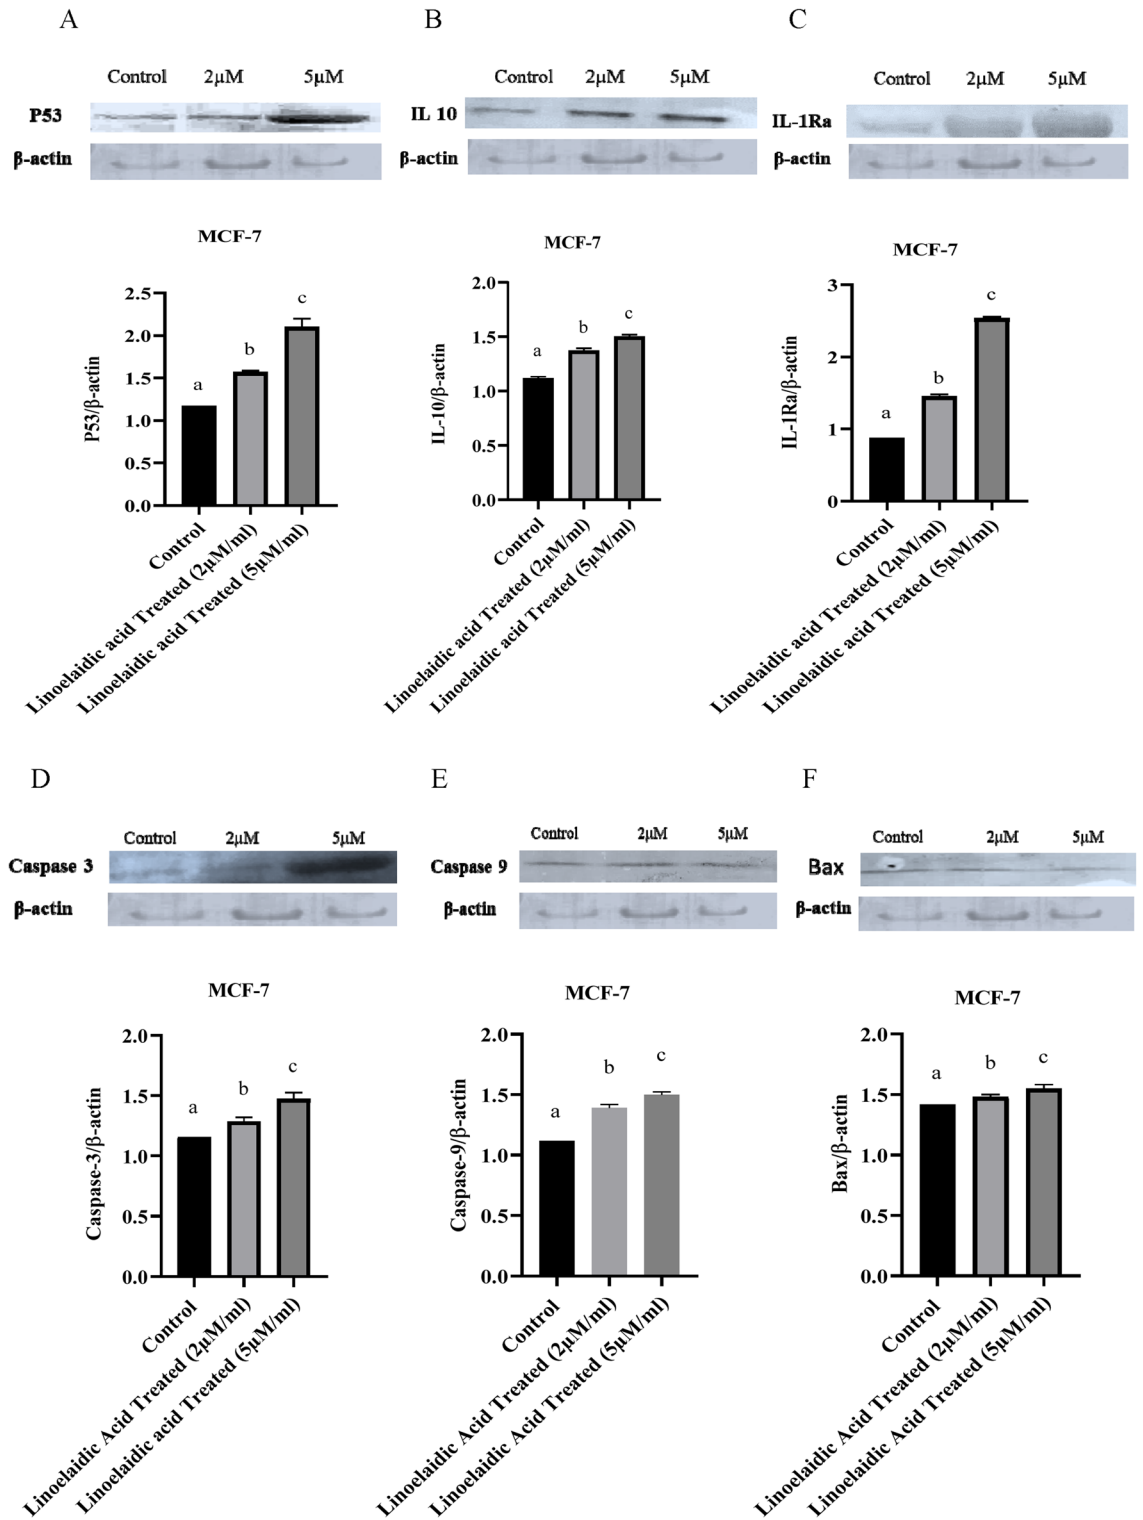 A
B
C
Control 2μM 5μM
P53
β-actin
Control 2μM 5μM
IL 10
β-actin
Control 2μM 5μM
IL-1Ra
β-actin
MCF-7
P53/β-actin
2.5
2.0
1.5
1.0
0.5
0.0
a
b
c
Control
Linoelaidic acid Treated (2μM/ml)
Linoelaidic acid Treated (5μM/ml)
MCF-7
IL-10/β-actin
2.0
1.5
1.0
0.5
0.0
a
b
c
Control
Linoelaidic acid Treated (2μM/ml)
Linoelaidic acid Treated (5μM/ml)
MCF-7
IL-1Ra/β-actin
3
2
1
0
a
b
c
Control
Linoelaidic acid Treated (2μM/ml)
Linoelaidic acid Treated (5μM/ml)
D
E
F
Control 2μM 5μM
Caspase 3
β-actin
Control 2μM 5μM
Caspase 9
β-actin
Control 2μM 5μM
Bax
β-actin
MCF-7
Caspase-3/β-actin
2.0
1.5
1.0
0.5
0.0
a
b
c
Control
Linoelaidic Acid Treated (2μM/ml)
Linoelaidic acid Treated (5μM/ml)
MCF-7
Caspase-9/β-actin
2.0
1.5
1.0
0.5
0.0
a
b
c
Control
Linoelaidic Acid Treated (2μM/ml)
Linoelaidic Acid Treated (5μM/ml)
MCF-7
Bax/β-actin
2.0
1.5
1.0
0.5
0.0
a
b
c
Control
Linoelaidic Acid Treated (2μM/ml)
Linoelaidic Acid Treated (5μM/ml)